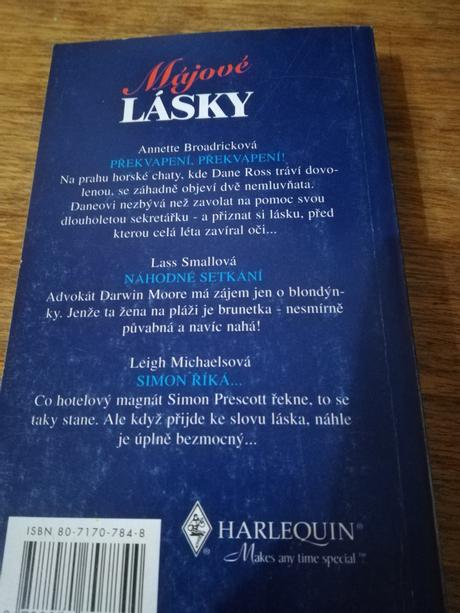 Májové
LÁSKY
Annette Broadricková
PŘEKVAPENÍ, PŘEKVAPENÍ!
Na prahu horské chaty, kde Dane Ross tráví dovo-
lenou, se záhadně objeví dvě nemluvňata.
Daneovi nezbývá než zavolat na pomoc svou
dlouholetou sekretářku - a přiznat si lásku, před
kterou celá léta zavíral oči...
Lass Smallová
NÁHODNÉ SETKÁNÍ
Advokát Darwin Moore má zájem jen o blondýn-
ky. Jenže ta žena na pláži je brunetka - nesmírně
půvabná a navíc nahá!
Leigh Michaelsová
SIMON ŘÍKÁ...
Co hotelový magnát Simon Prescott řekne, to se
taky stane. Ale když přijde ke slovu láska, náhle
je úplně bezmocný...
ISBN 80-7170-784-8
HARLEQUIN®
Makes any time special™